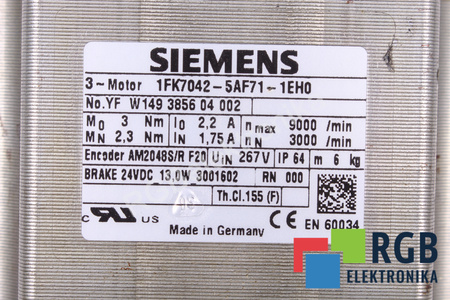 SIEMENS
3~Motor 1FK7042-5AF71-1EH0
No.YF W149 3856 04 002
M0 3 Nm I0 2,2 A nmax 9000 /min
MN 2,3 Nm IN 1,75A nN 3000 /min
Encoder AM2048S/R F20 UIN 267V IP 64 m 6 kg
BRAKE 24VDC 13,0W 3001602 RN 000
Th.Cl.155 (F)
c RU US
CE EN 60034
Made in Germany
RGB
ELEKTRONIKA